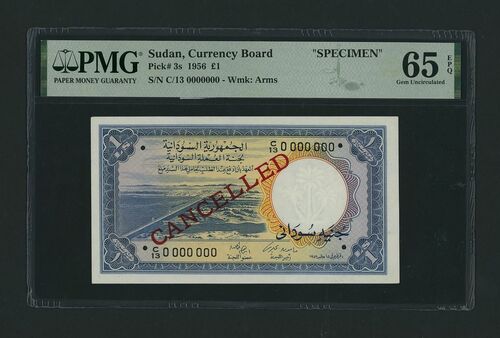 PMG
PAPER MONEY GUARANTY
Sudan, Currency Board "SPECIMEN"
Pick# 3s 1956 £1
S/N C/13 0000000 - Wmk: Arms
65 EPQ
Gem Uncirculated
الجمهورية السودانية
لجنة العملة السودانية
C/13 0 000 000
CANCELLED
جنيه سوداني
C/13 0 000 000